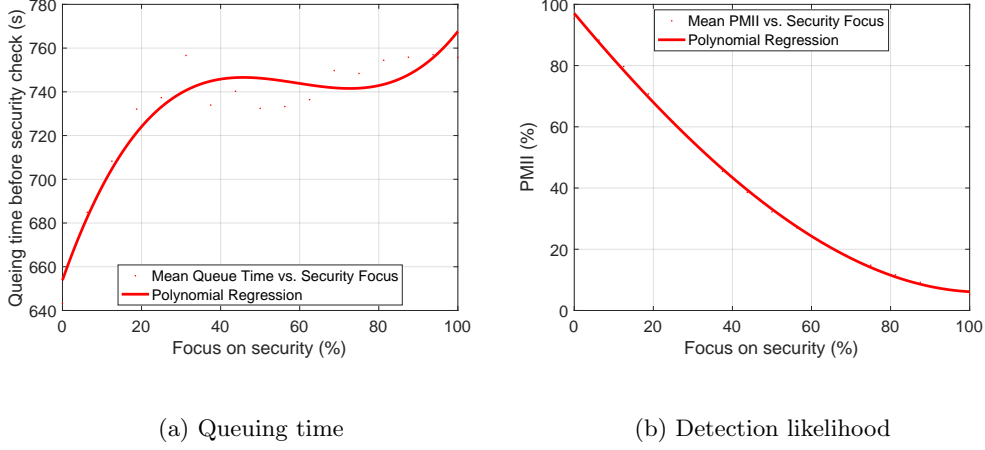 780
760
740
720
700
680
660
640
Queueing time before security check (s)
Mean Queue Time vs. Security Focus
Polynomial Regression
0 20 40 60 80 100
Focus on security (%)
(a) Queuing time
100
80
60
40
20
0
PMII (%)
Mean PMII vs. Security Focus
Polynomial Regression
0 20 40 60 80 100
Focus on security (%)
(b) Detection likelihood